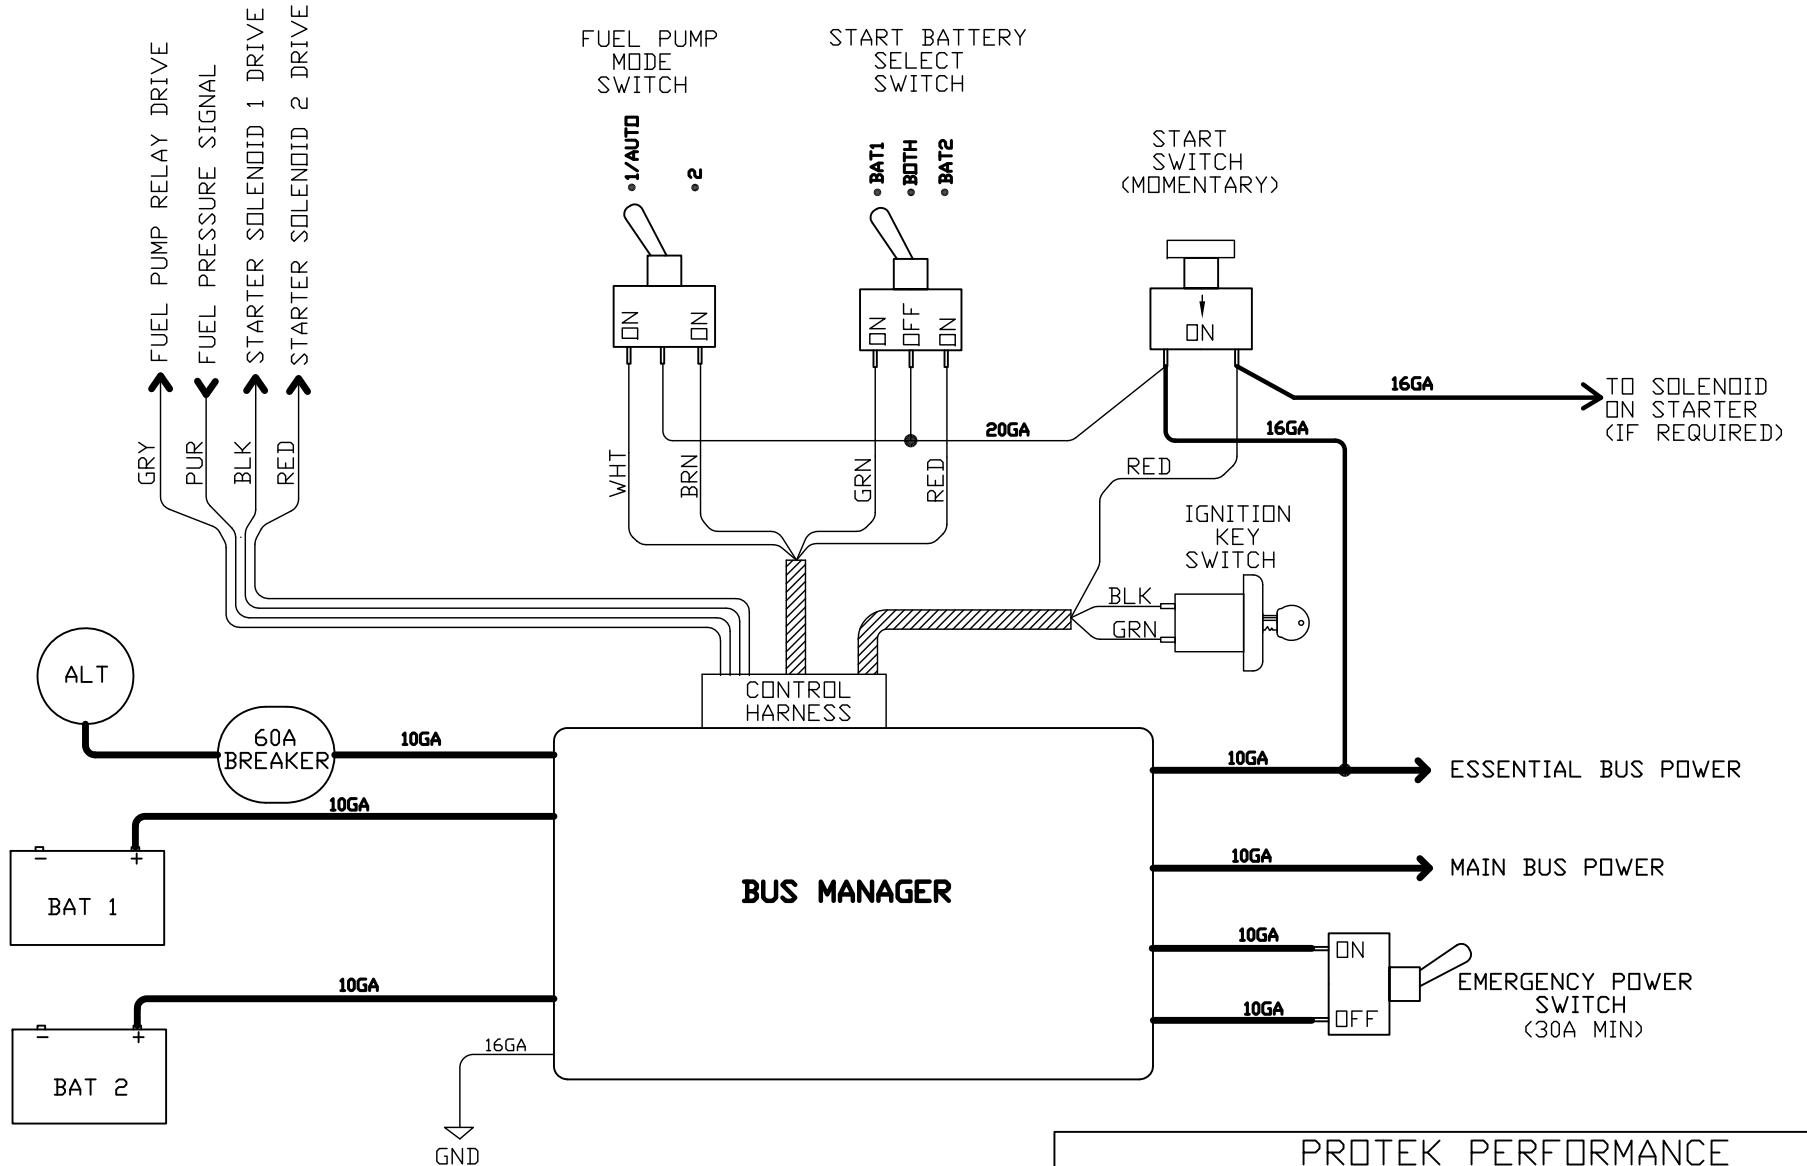 FUEL PUMP RELAY DRIVE
FUEL PRESSURE SIGNAL
STARTER SOLENOID 1 DRIVE
STARTER SOLENOID 2 DRIVE
GRY
PUR
BLK
RED
FUEL PUMP
MODE
SWITCH
1/AUTO
2
ON
ON
WHT
BRN
START BATTERY
SELECT
SWITCH
BAT1
BOTH
BAT2
ON
OFF
ON
GRN
RED
START
SWITCH
(MOMENTARY)
ON
20GA
16GA
16GA
TO SOLENOID
ON STARTER
(IF REQUIRED)
RED
IGNITION
KEY
SWITCH
BLK
GRN
CONTROL
HARNESS
ALT
60A
BREAKER
10GA
10GA
- +
BAT 1
10GA
- +
BAT 2
16GA
GND
BUS MANAGER
10GA
ESSENTIAL BUS POWER
10GA
MAIN BUS POWER
10GA
ON
10GA
OFF
EMERGENCY POWER
SWITCH
(30A MIN)
PROTEK PERFORMANCE